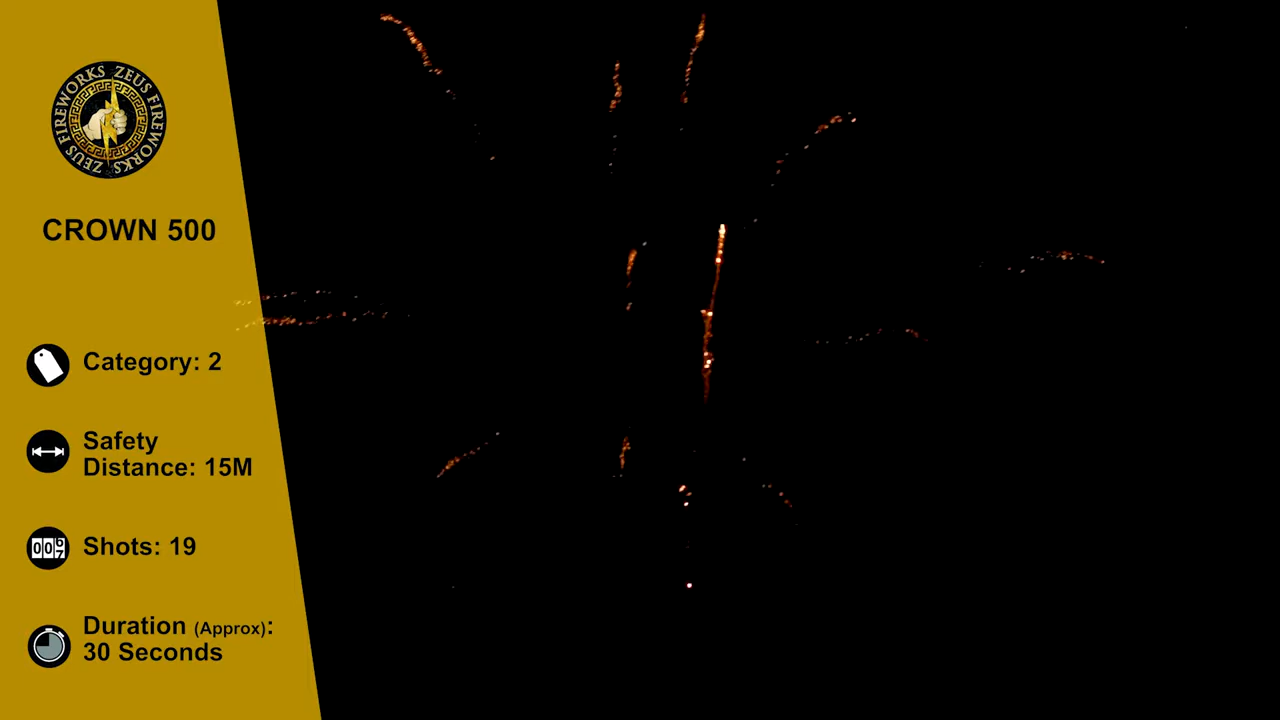 ZEUS FIREWORKS
ZEUS FIREWORKS
CROWN 500
Category: 2
Safety
Distance: 15M
Shots: 19
Duration (Approx):
30 Seconds